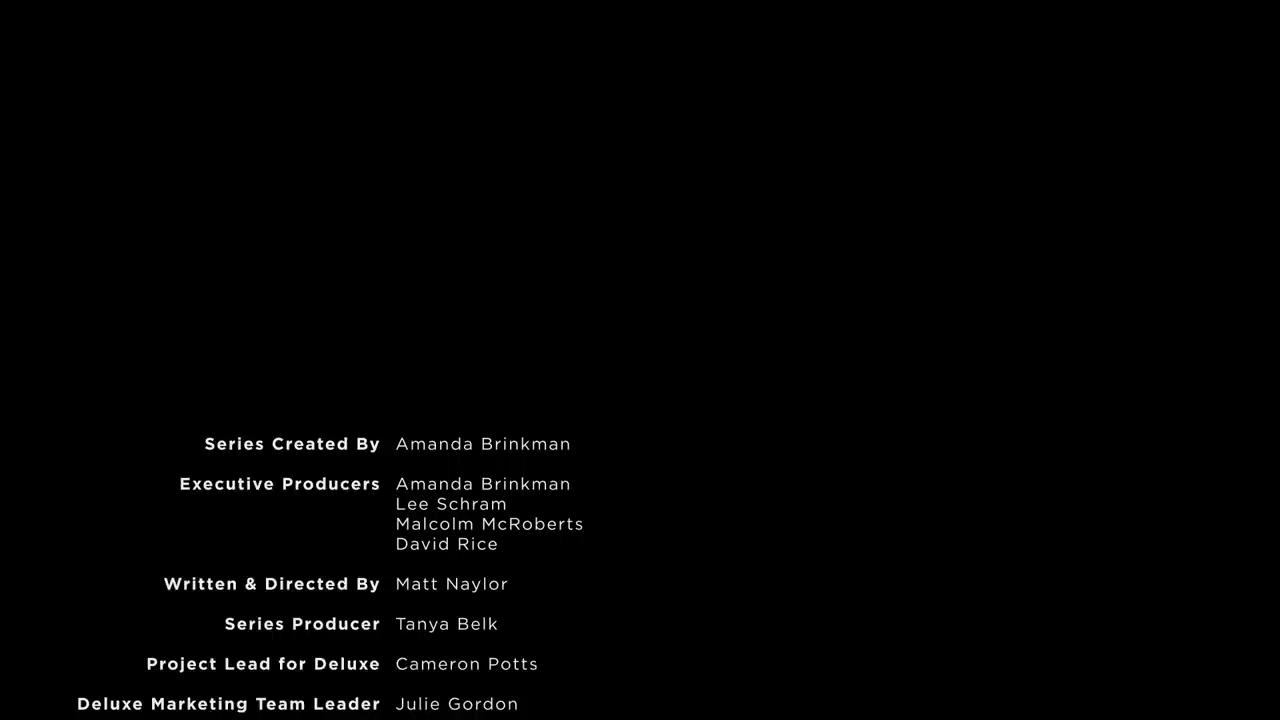 Series Created By Amanda Brinkman
Executive Producers Amanda Brinkman
Lee Schram
Malcolm McRoberts
David Rice
Written & Directed By Matt Naylor
Series Producer Tanya Belk
Project Lead for Deluxe Cameron Potts
Deluxe Marketing Team Leader Julie Gordon